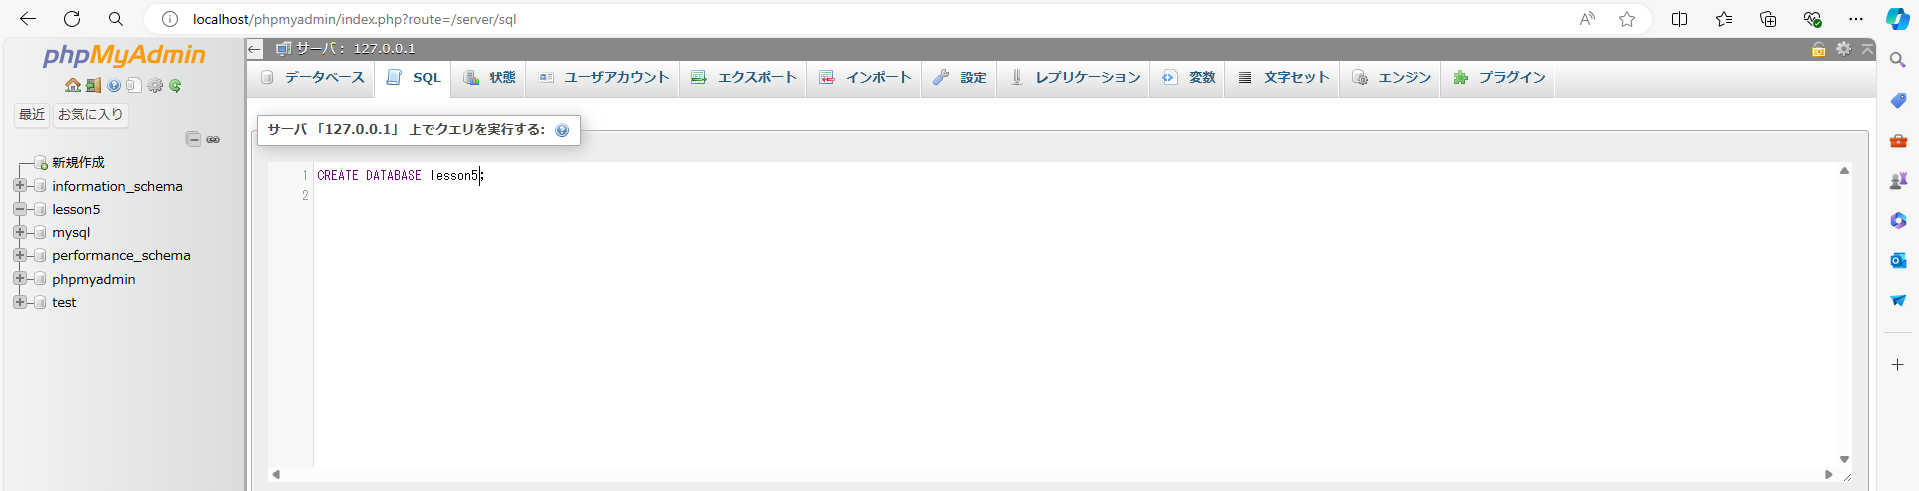 localhost/phpmyadmin/index.php?route=/server/sql
phpMyAdmin
最近 お気に入り
新規作成
information_schema
lesson5
mysql
performance_schema
phpmyadmin
test
サーバ： 127.0.0.1
データベース SQL 状態 ユーザアカウント エクスポート インポート 設定 レプリケーション 変数 文字セット エンジン プラグイン
サーバ 「127.0.0.1」 上でクエリを実行する:
1 CREATE DATABASE lesson5;
2